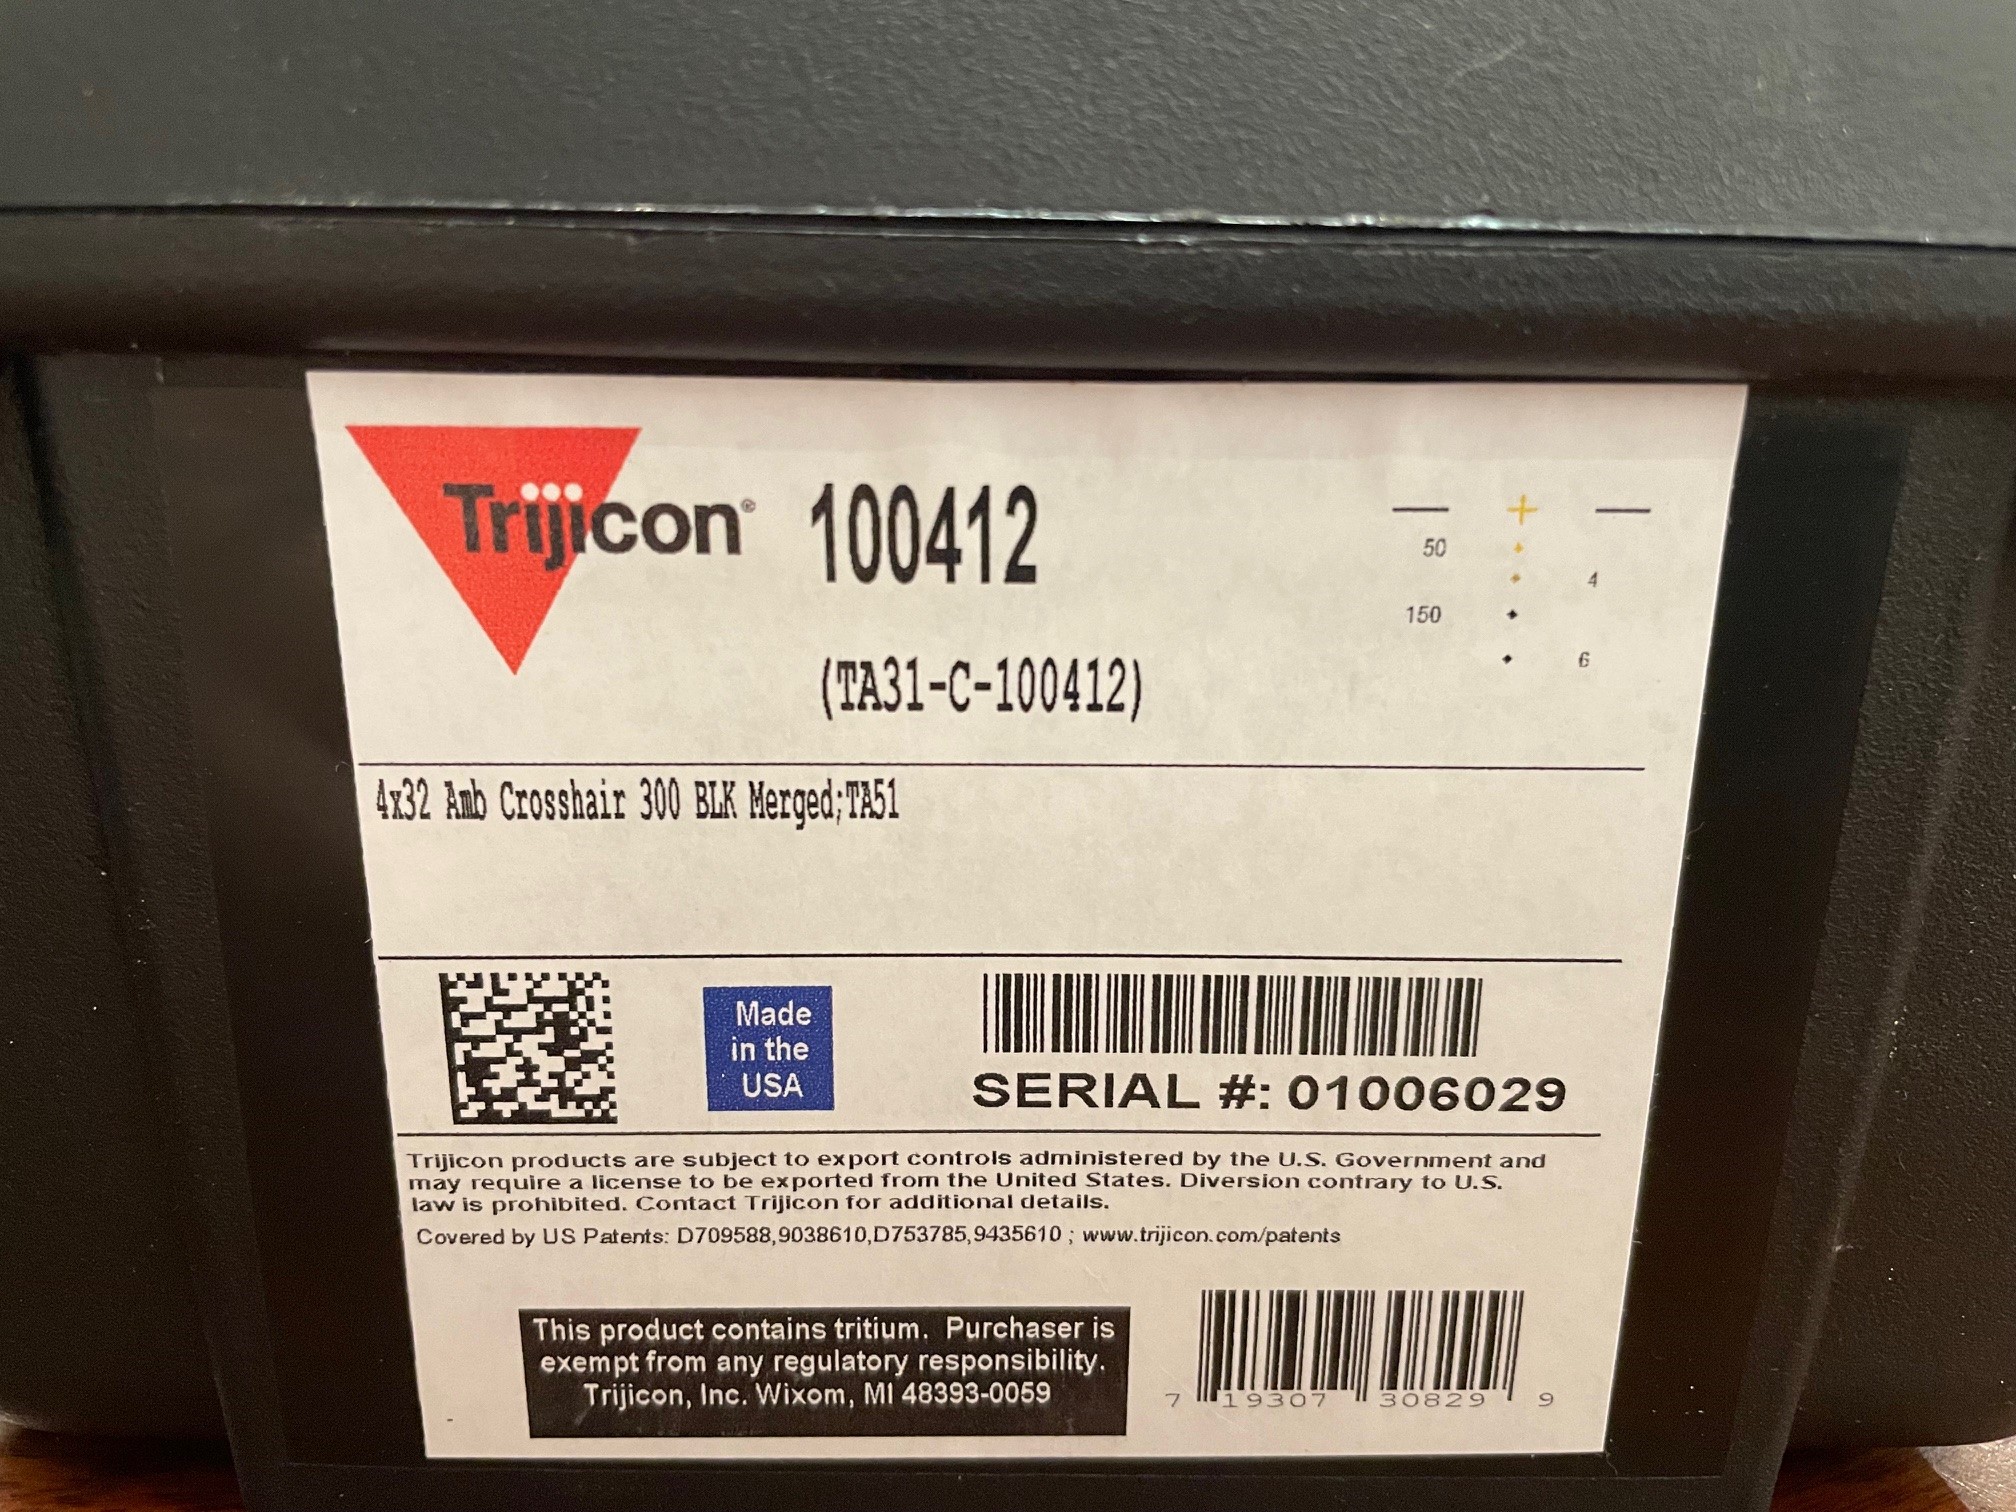 Trijicon®
100412
50
4
150
6
(TA31-C-100412)
4x32 Amb Crosshair 300 BLK Merged;TA51
Made
in the
USA
SERIAL #: 01006029
Trijicon products are subject to export controls administered by the U.S. Government and
may require a license to be exported from the United States. Diversion contrary to U.S.
law is prohibited. Contact Trijicon for additional details.
Covered by US Patents: D709588,9038610,D753785,9435610 ; www.trijicon.com/patents
This product contains tritium. Purchaser is
exempt from any regulatory responsibility.
Trijicon, Inc. Wixom, MI 48393-0059
7 19307 30829 9